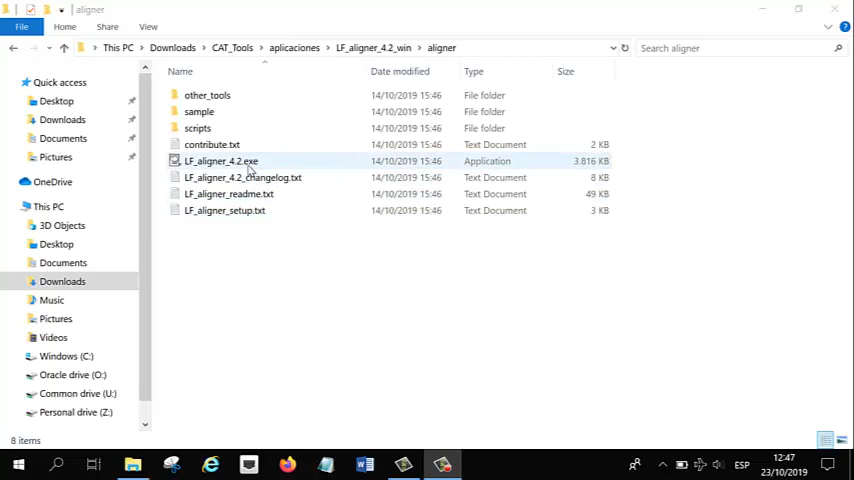 aligner
File Home Share View
This PC Downloads CAT_Tools aplicaciones LF_aligner_4.2_win aligner Search aligner
Name Date modified Type Size
Quick access
Desktop
Downloads
Documents
Pictures
OneDrive
This PC
3D Objects
Desktop
Documents
Downloads
Music
Pictures
Videos
Windows (C:)
Oracle drive (O:)
Common drive (U:)
Personal drive (Z:)
other_tools 14/10/2019 15:46 File folder
sample 14/10/2019 15:46 File folder
scripts 14/10/2019 15:46 File folder
contribute.txt 14/10/2019 15:46 Text Document 2 KB
LF_aligner_4.2.exe 14/10/2019 15:46 Application 3.816 KB
LF_aligner_4.2_changelog.txt 14/10/2019 15:46 Text Document 8 KB
LF_aligner_readme.txt 14/10/2019 15:46 Text Document 49 KB
LF_aligner_setup.txt 14/10/2019 15:46 Text Document 3 KB
8 items
ESP
12:47
23/10/2019